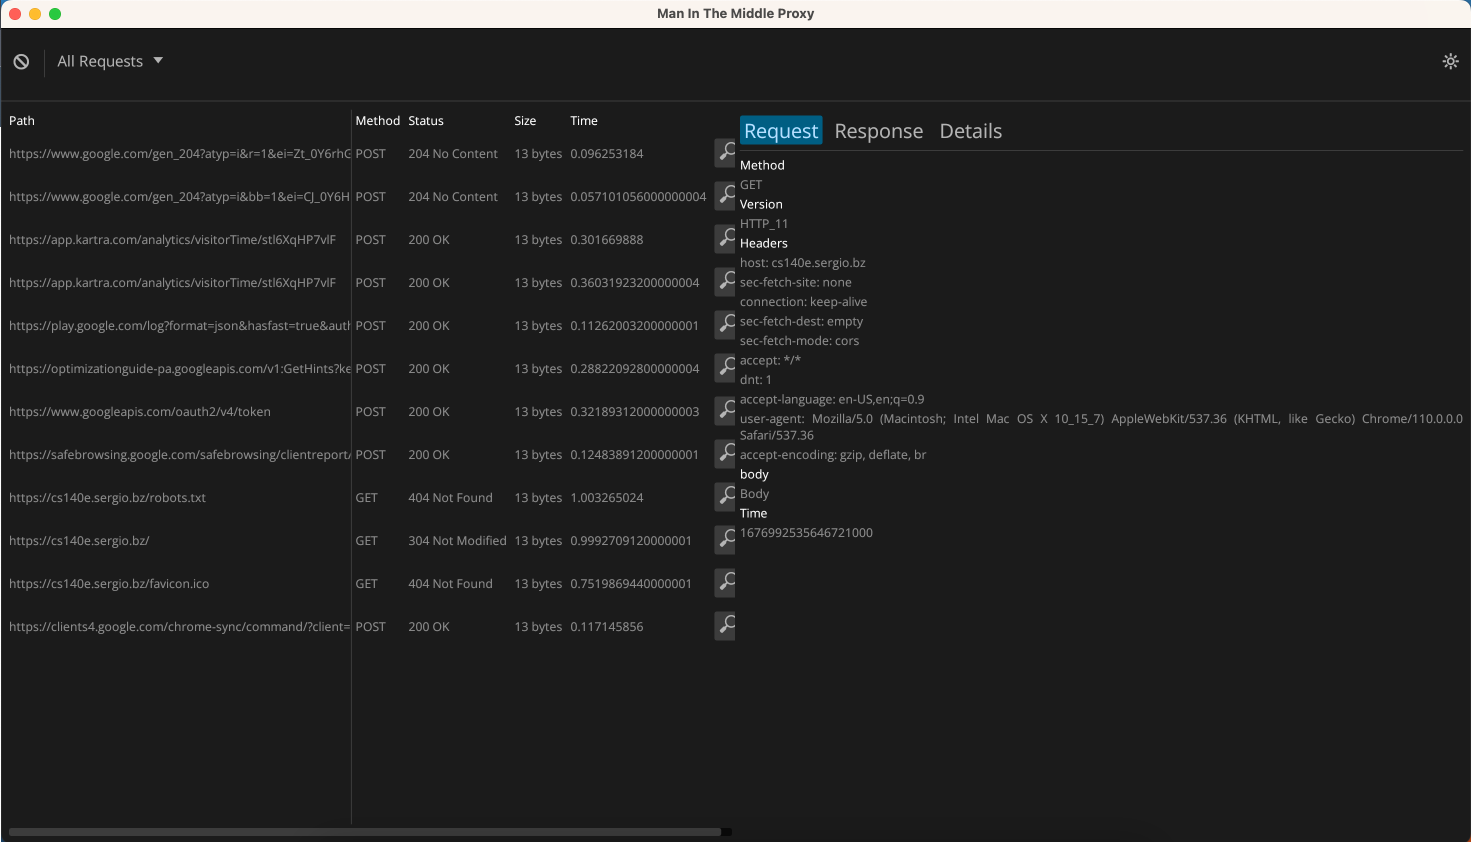 Man In The Middle Proxy
All Requests
Path Method Status Size Time
https://www.google.com/gen_204?atyp=i&r=1&ei=Zt_0Y6rhG POST 204 No Content 13 bytes 0.096253184
https://www.google.com/gen_204?atyp=i&bb=1&ei=CJ_0Y6H POST 204 No Content 13 bytes 0.057101056000000004
https://app.kartra.com/analytics/visitorTime/stl6XqHP7vlF POST 200 OK 13 bytes 0.301669888
https://app.kartra.com/analytics/visitorTime/stl6XqHP7vlF POST 200 OK 13 bytes 0.36031923200000004
https://play.google.com/log?format=json&hasfast=true&auth POST 200 OK 13 bytes 0.11262003200000001
https://optimizationguide-pa.googleapis.com/v1:GetHints?ke POST 200 OK 13 bytes 0.28822092800000004
https://www.googleapis.com/oauth2/v4/token POST 200 OK 13 bytes 0.32189312000000003
https://safebrowsing.google.com/safebrowsing/clientreport/ POST 200 OK 13 bytes 0.12483891200000001
https://cs140e.sergio.bz/robots.txt GET 404 Not Found 13 bytes 1.003265024
https://cs140e.sergio.bz/ GET 304 Not Modified 13 bytes 0.9992709120000001
https://cs140e.sergio.bz/favicon.ico GET 404 Not Found 13 bytes 0.7519869440000001
https://clients4.google.com/chrome-sync/command/?client= POST 200 OK 13 bytes 0.117145856
Request Response Details
Method
GET
Version
HTTP_11
Headers
host: cs140e.sergio.bz
sec-fetch-site: none
connection: keep-alive
sec-fetch-dest: empty
sec-fetch-mode: cors
accept: */*
dnt: 1
accept-language: en-US,en;q=0.9
user-agent: Mozilla/5.0 (Macintosh; Intel Mac OS X 10_15_7) AppleWebKit/537.36 (KHTML, like Gecko) Chrome/110.0.0.0
Safari/537.36
accept-encoding: gzip, deflate, br
body
Body
Time
1676992535646721000